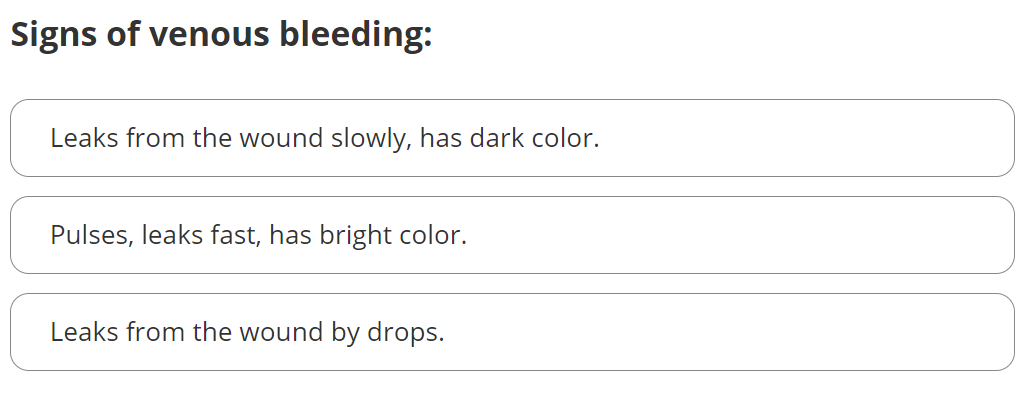 Signs of venous bleeding:
Leaks from the wound slowly, has dark color.
Pulses, leaks fast, has bright color.
Leaks from the wound by drops.